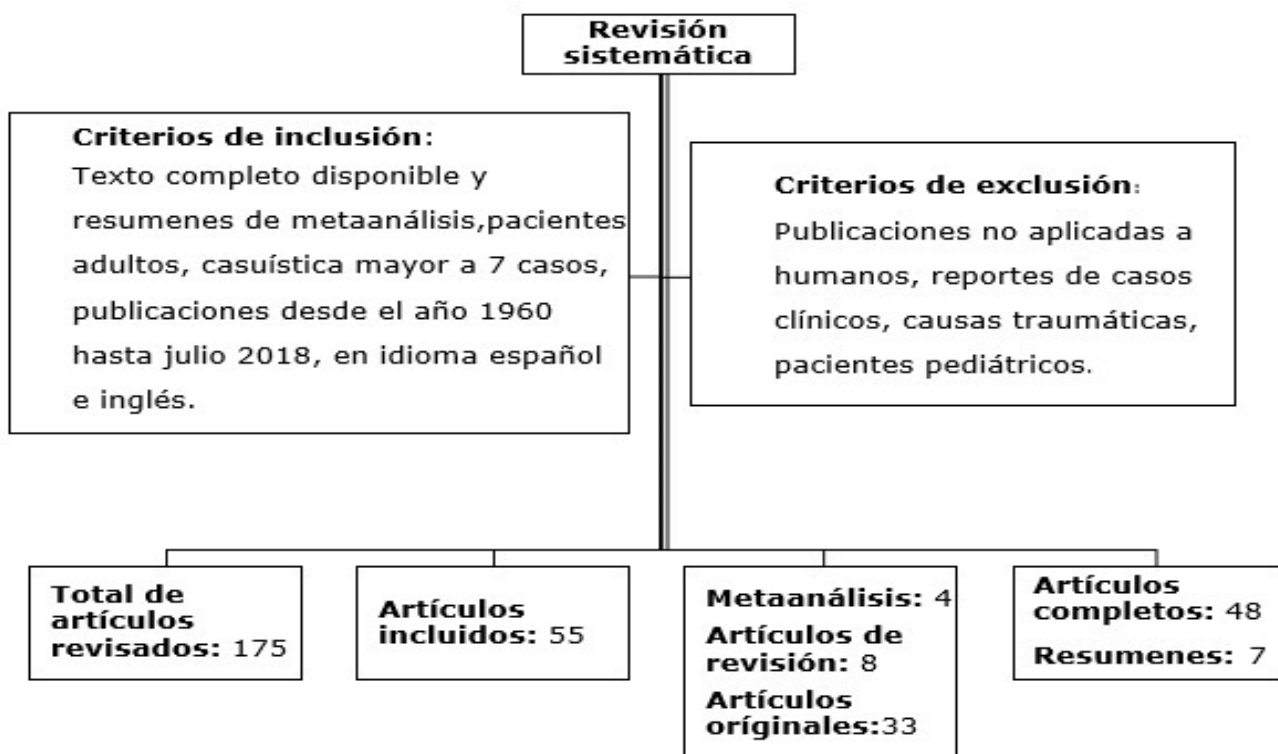 Revisión
sistemática
Criterios de inclusión:
Texto completo disponible y
resumenes de metaanálisis,pacientes
adultos, casuística mayor a 7 casos,
publicaciones desde el año 1960
hasta julio 2018, en idioma español
e inglés.
Criterios de exclusión:
Publicaciones no aplicadas a
humanos, reportes de casos
clínicos, causas traumáticas,
pacientes pediátricos.
Total de
artículos
revisados: 175
Artículos
incluidos: 55
Metaanálisis: 4
Artículos de
revisión: 8
Artículos
oríginales:33
Artículos
completos: 48
Resumenes: 7